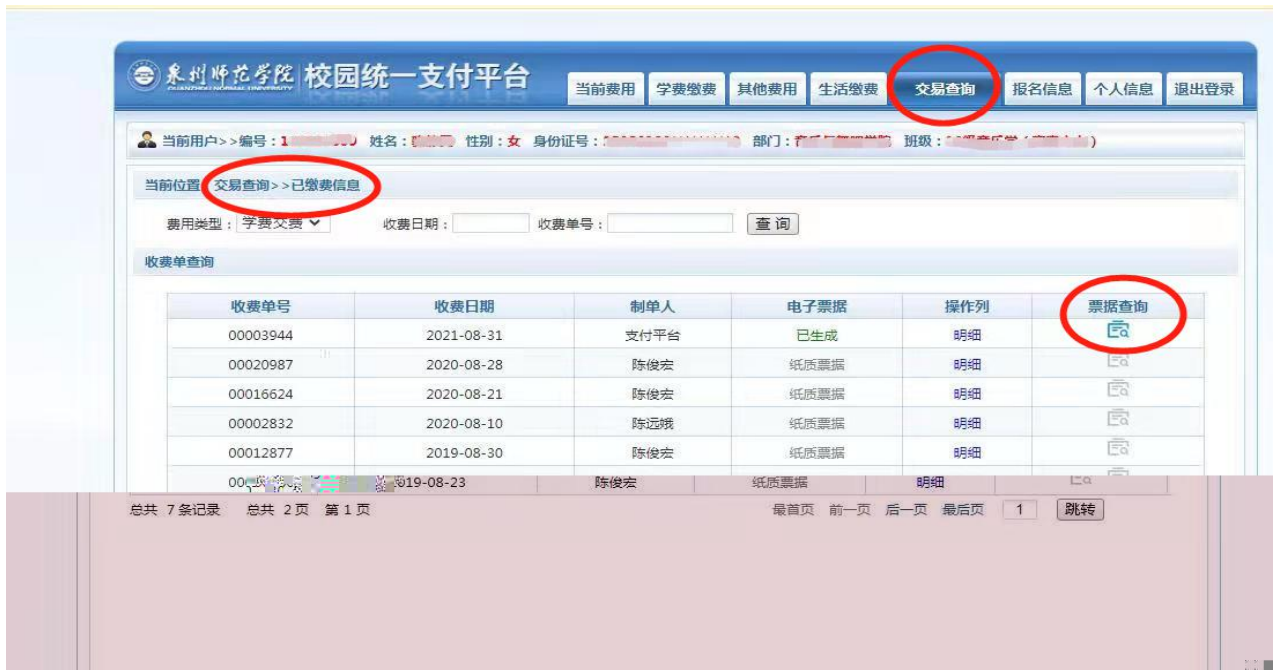 泉州师范学院 校园统一支付平台
QUANZHOU NORMAL UNIVERSITY
当前费用 学费缴费 其他费用 生活缴费 交易查询 报名信息 个人信息 退出登录
当前用户>>编号：1 姓名： 性别：女 身份证号： 部门： 班级：
当前位置 交易查询>>已缴费信息
费用类型： 学费交费 收费日期： 收费单号： 查 询
收费单查询
收费单号 收费日期 制单人 电子票据 操作列 票据查询
00003944 2021-08-31 支付平台 已生成 明细
00020987 2020-08-28 陈俊宏 纸质票据 明细
00016624 2020-08-21 陈俊宏 纸质票据 明细
00002832 2020-08-10 陈远娥 纸质票据 明细
00012877 2019-08-30 陈俊宏 纸质票据 明细
00 019-08-23 陈俊宏 纸质票据 明细
总共 7 条记录 总共 2 页 第 1 页 最首页 前一页 后一页 最后页 1 跳转